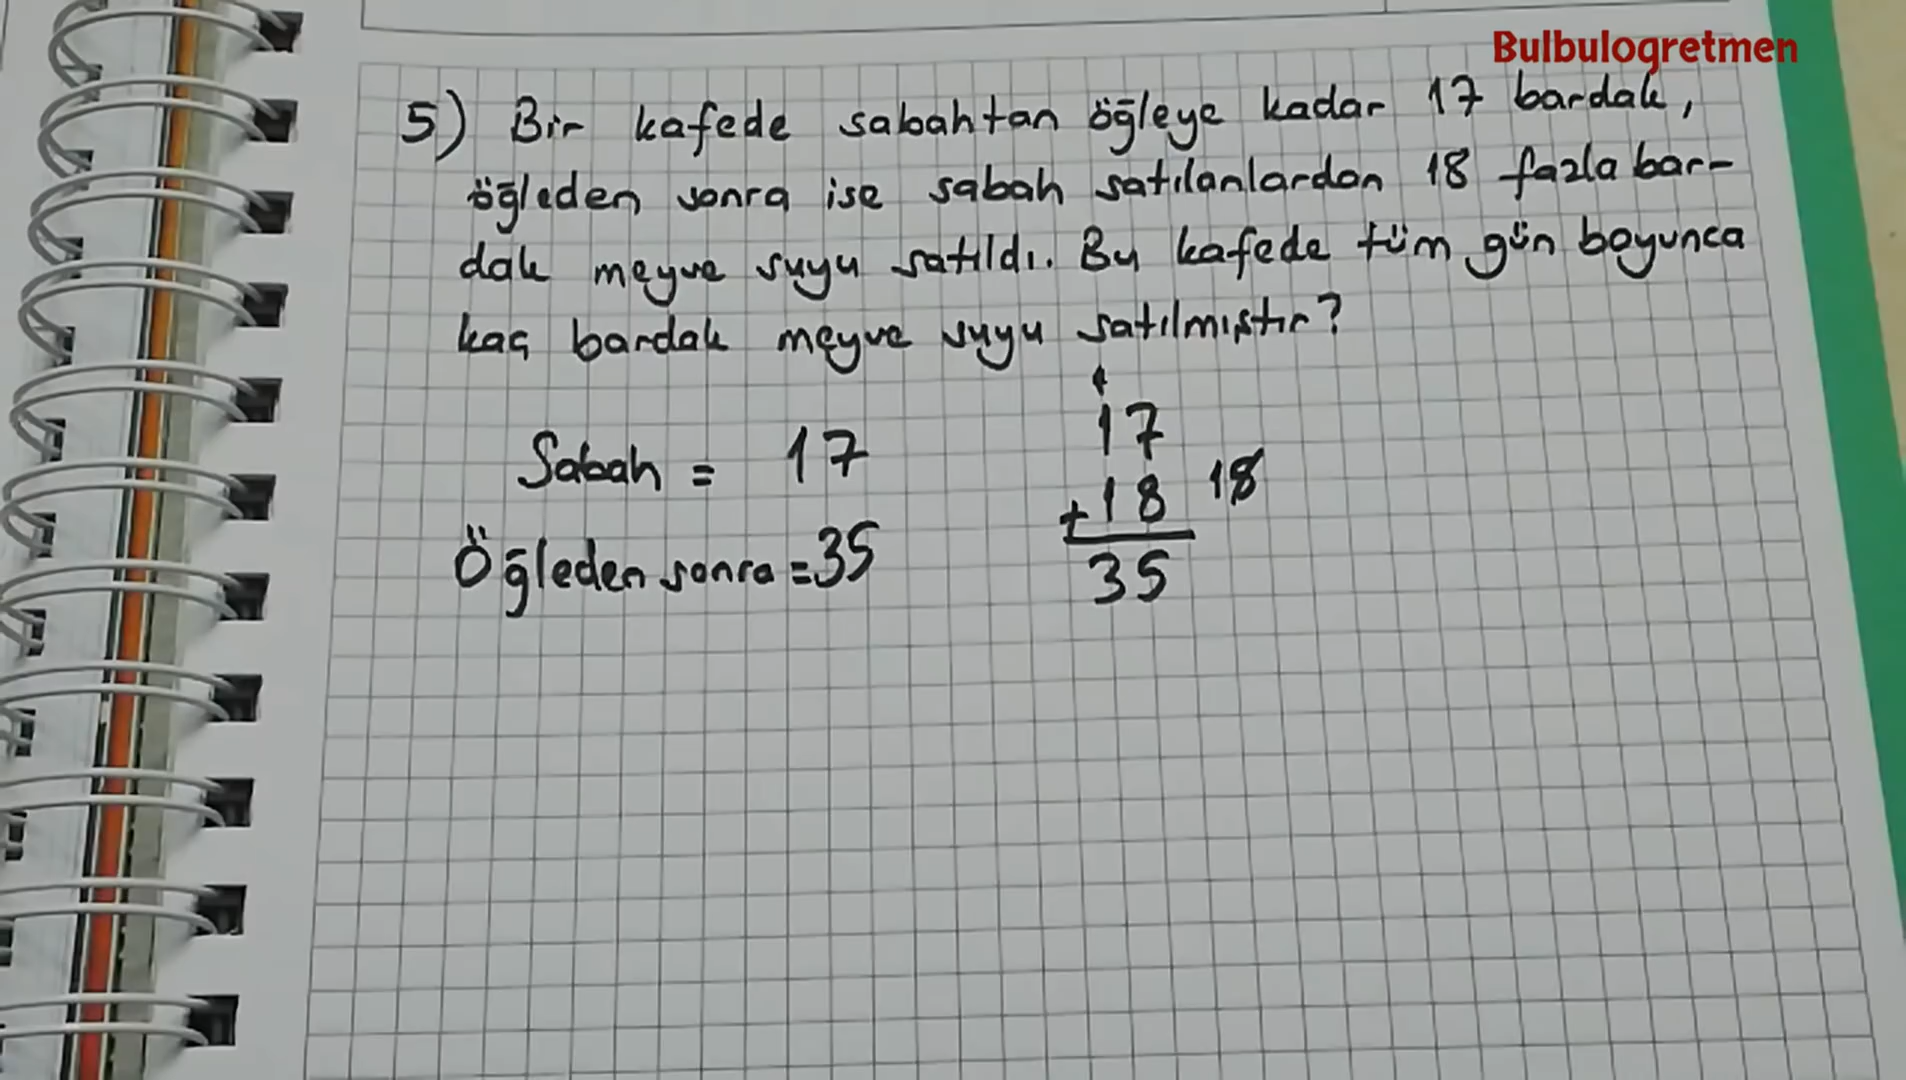 Bulbulogretmen
5) Bir kafede sabahtan öğleye kadar 17 bardak,
öğleden sonra ise sabah satılanlardan 18 fazla bar-
dak meyve suyu satıldı. Bu kafede tüm gün boyunca
kaç bardak meyve suyu satılmıştır?
Sabah = 17
Öğleden sonra = 35
17
+18 18
35